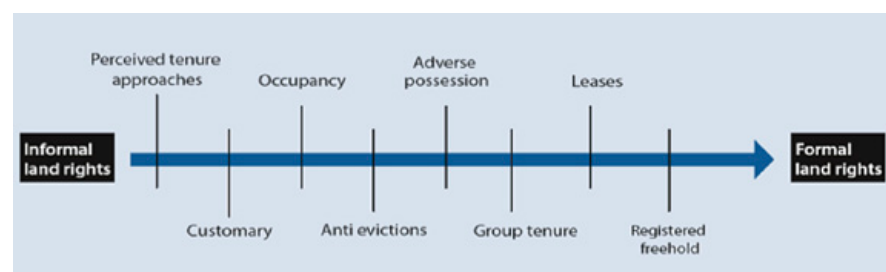 Perceived tenure
approaches
Occupancy
Adverse
possession
Leases
Informal
land rights
Formal
land rights
Customary
Anti evictions
Group tenure
Registered
freehold